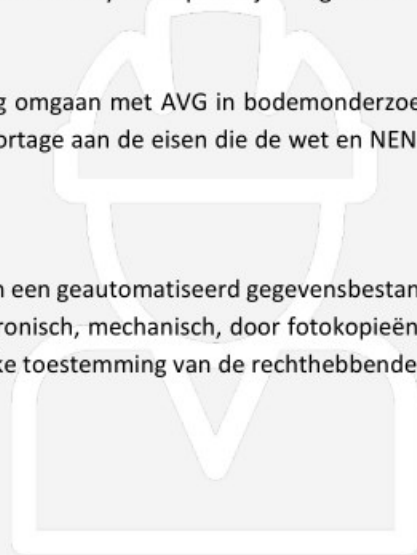 omgaan met AVG in bodemonderzoe
ortage aan de eisen die de wet en NEN
een geautomatiseerd gegevensbestan
ronisch, mechanisch, door fotokopieën
ke toestemming van de rechthebbende